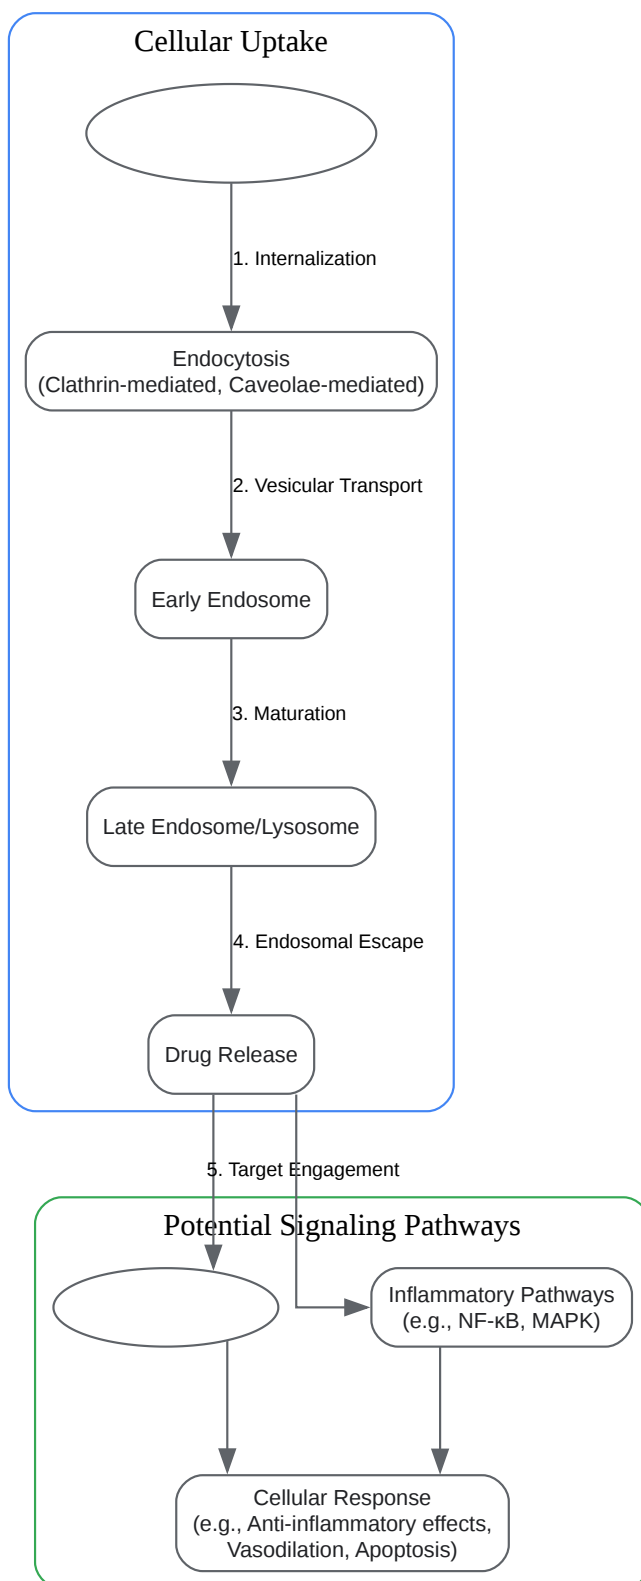 Cellular Uptake
1. Internalization
Endocytosis
(Clathrin-mediated, Caveolae-mediated)
2. Vesicular Transport
Early Endosome
3. Maturation
Late Endosome/Lysosome
4. Endosomal Escape
Drug Release
5. Target Engagement
Potential Signaling Pathways
Inflammatory Pathways
(e.g., NF-κB, MAPK)
Cellular Response
(e.g., Anti-inflammatory effects,
Vasodilation, Apoptosis)